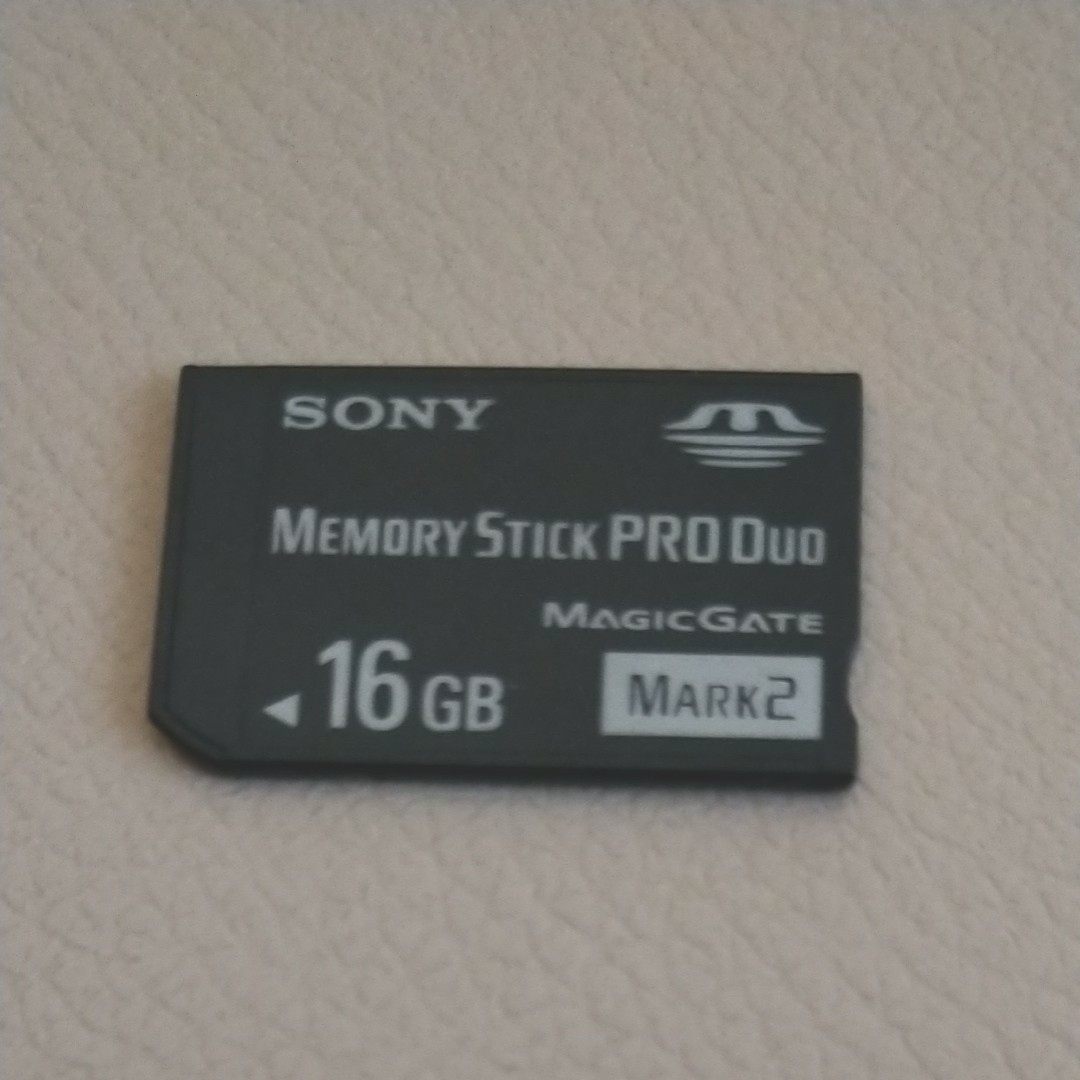 SONY
MEMORY STICK PRO DUO
MAGICGATE
16 GB
MARK2